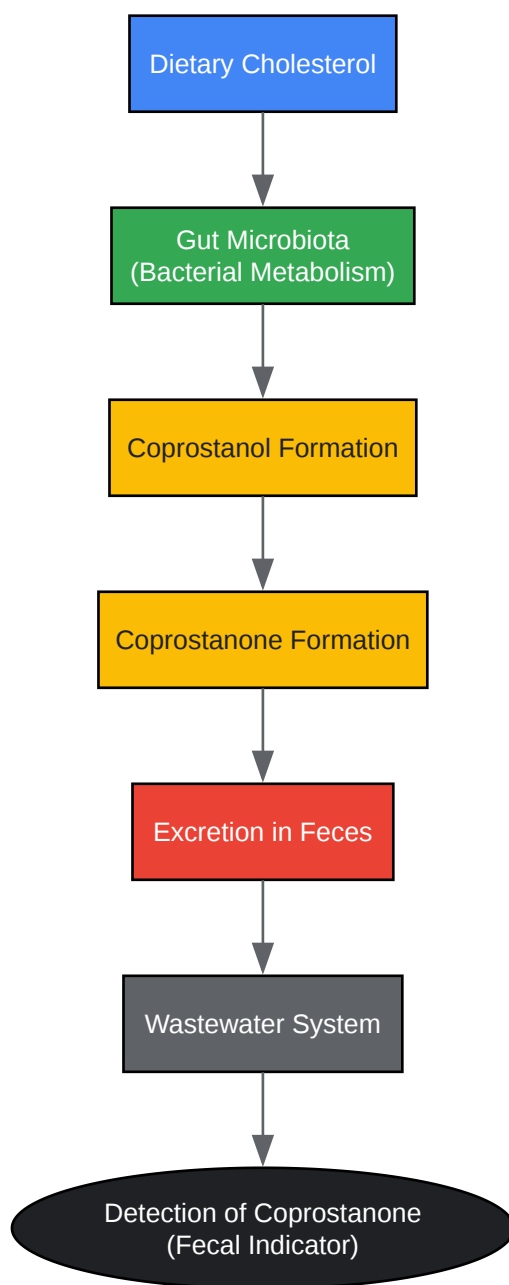 Dietary Cholesterol
Gut Microbiota
(Bacterial Metabolism)
Coprostanol Formation
Coprostanone Formation
Excretion in Feces
Wastewater System
Detection of Coprostanone
(Fecal Indicator)